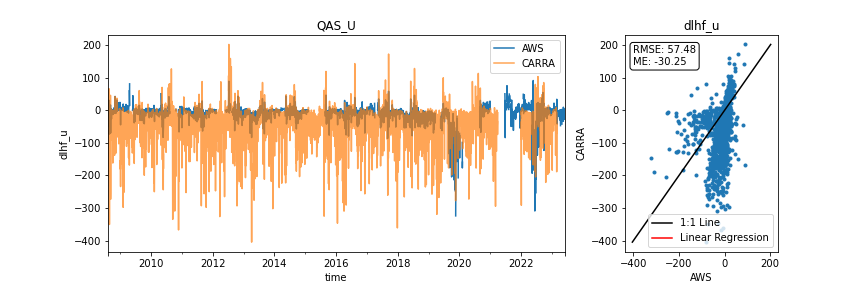 QAS_U
dlhf_u
200
100
0
−100
−200
−300
−400
AWS
CARRA
2010
2012
2014
2016
2018
2020
2022
time
dlhf_u
CARRA
200
100
0
−100
−200
−300
−400
RMSE: 57.48
ME: -30.25
1:1 Line
Linear Regression
−400
−200
0
200
AWS